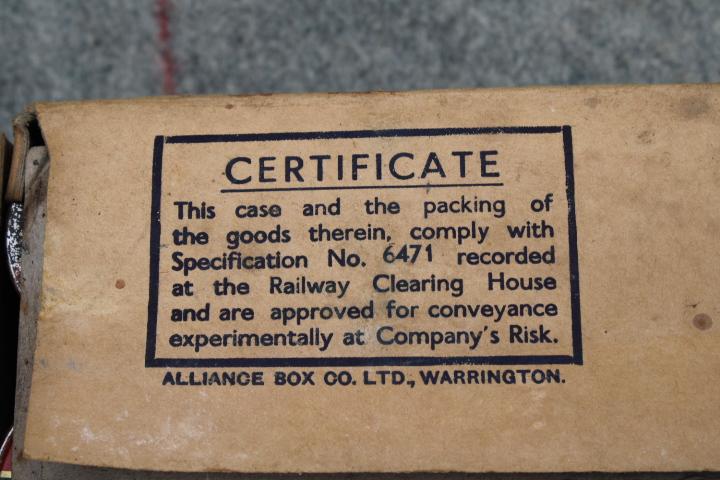 CERTIFICATE
This case and the packing of
the goods therein, comply with
Specification No. 6471 recorded
at the Railway Clearing House
and are approved for conveyance
experimentally at Company's Risk.
ALLIANCE BOX CO. LTD., WARRINGTON.